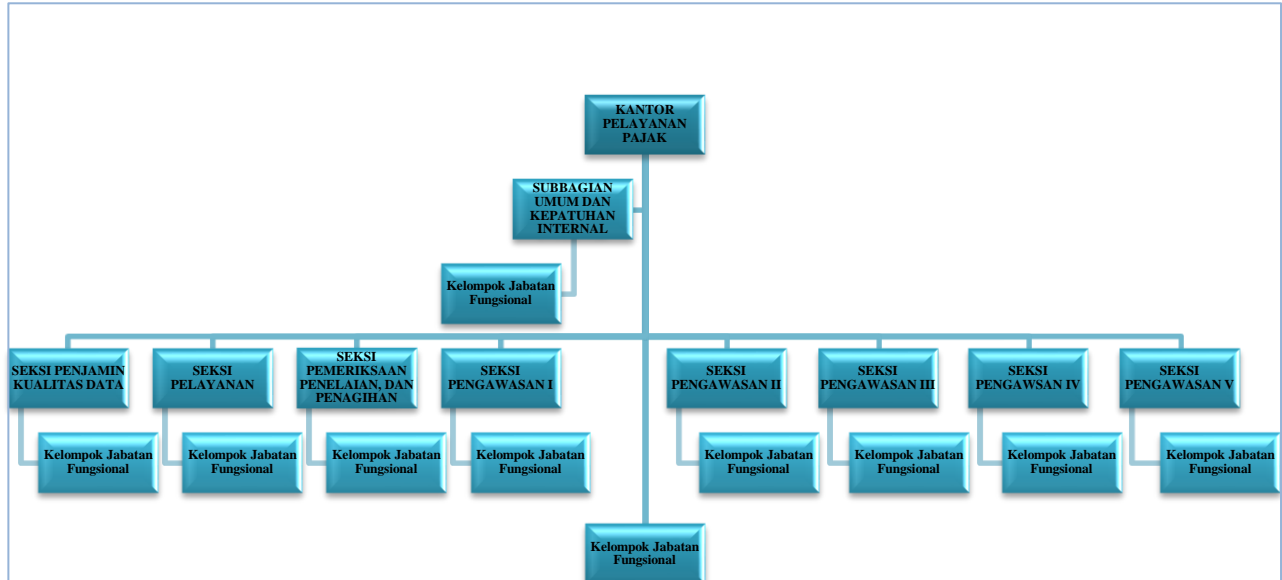 KANTOR
PELAYANAN
PAJAK
SUBBAGIAN
UMUM DAN
KEPATUHAN
INTERNAL
Kelompok Jabatan
Fungsional
SEKSI PENJAMIN
KUALITAS DATA
SEKSI
PELAYANAN
SEKSI
PEMERIKSAAN
PENELAIAN, DAN
PENAGIHAN
SEKSI
PENGAWASAN I
SEKSI
PENGAWASAN II
SEKSI
PENGAWASAN III
SEKSI
PENGAWSAN IV
SEKSI
PENGAWASAN V
Kelompok Jabatan
Fungsional
Kelompok Jabatan
Fungsional
Kelompok Jabatan
Fungsional
Kelompok Jabatan
Fungsional
Kelompok Jabatan
Fungsional
Kelompok Jabatan
Fungsional
Kelompok Jabatan
Fungsional
Kelompok Jabatan
Fungsional
Kelompok Jabatan
Fungsional